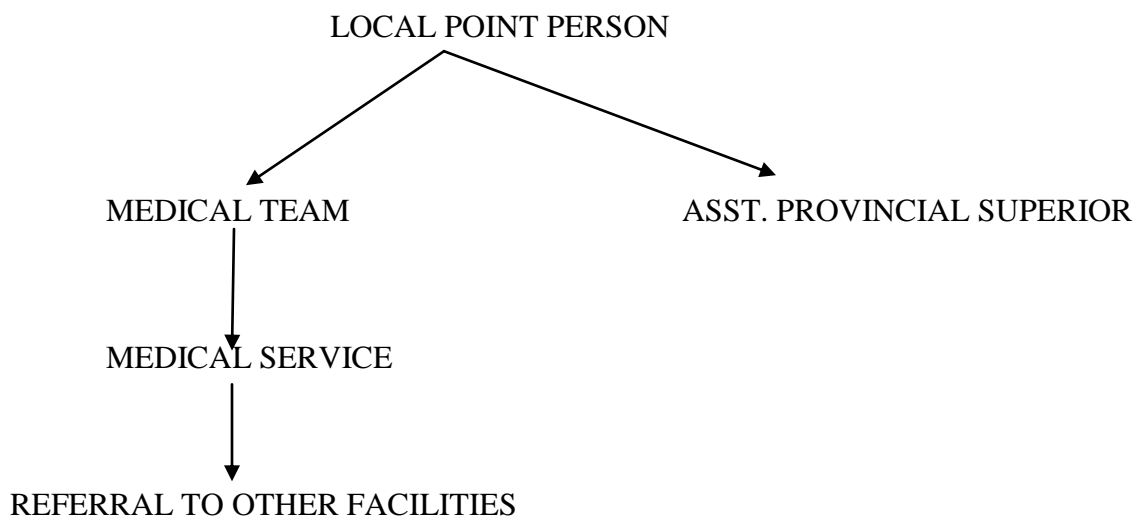 LOCAL POINT PERSON
MEDICAL TEAM
ASST. PROVINCIAL SUPERIOR
MEDICAL SERVICE
REFERRAL TO OTHER FACILITIES